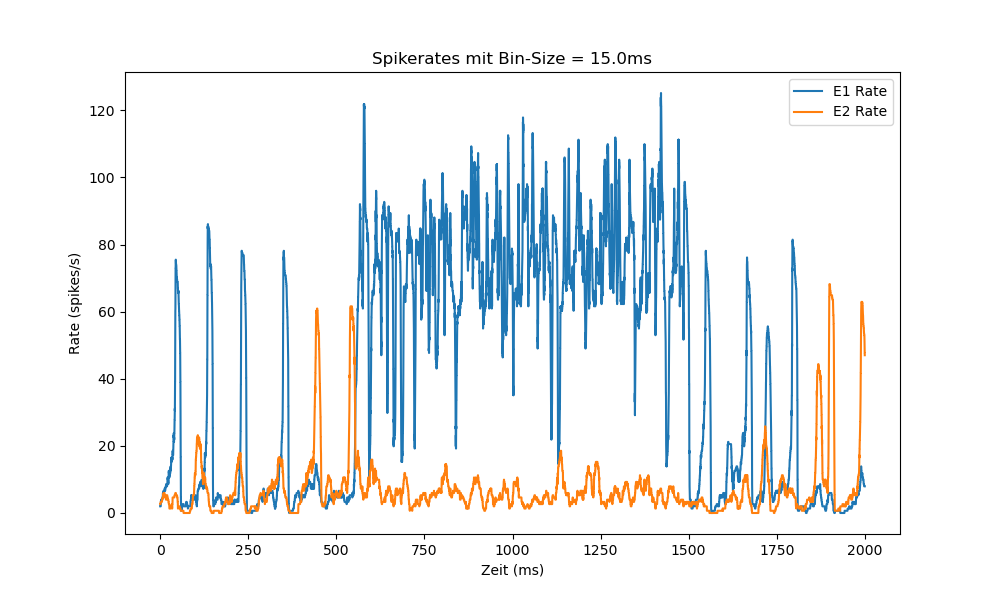 Spikerates mit Bin-Size = 15.0ms
E1 Rate
E2 Rate
Rate (spikes/s)
120
100
80
60
40
20
0
0 250 500 750 1000 1250 1500 1750 2000
Zeit (ms)